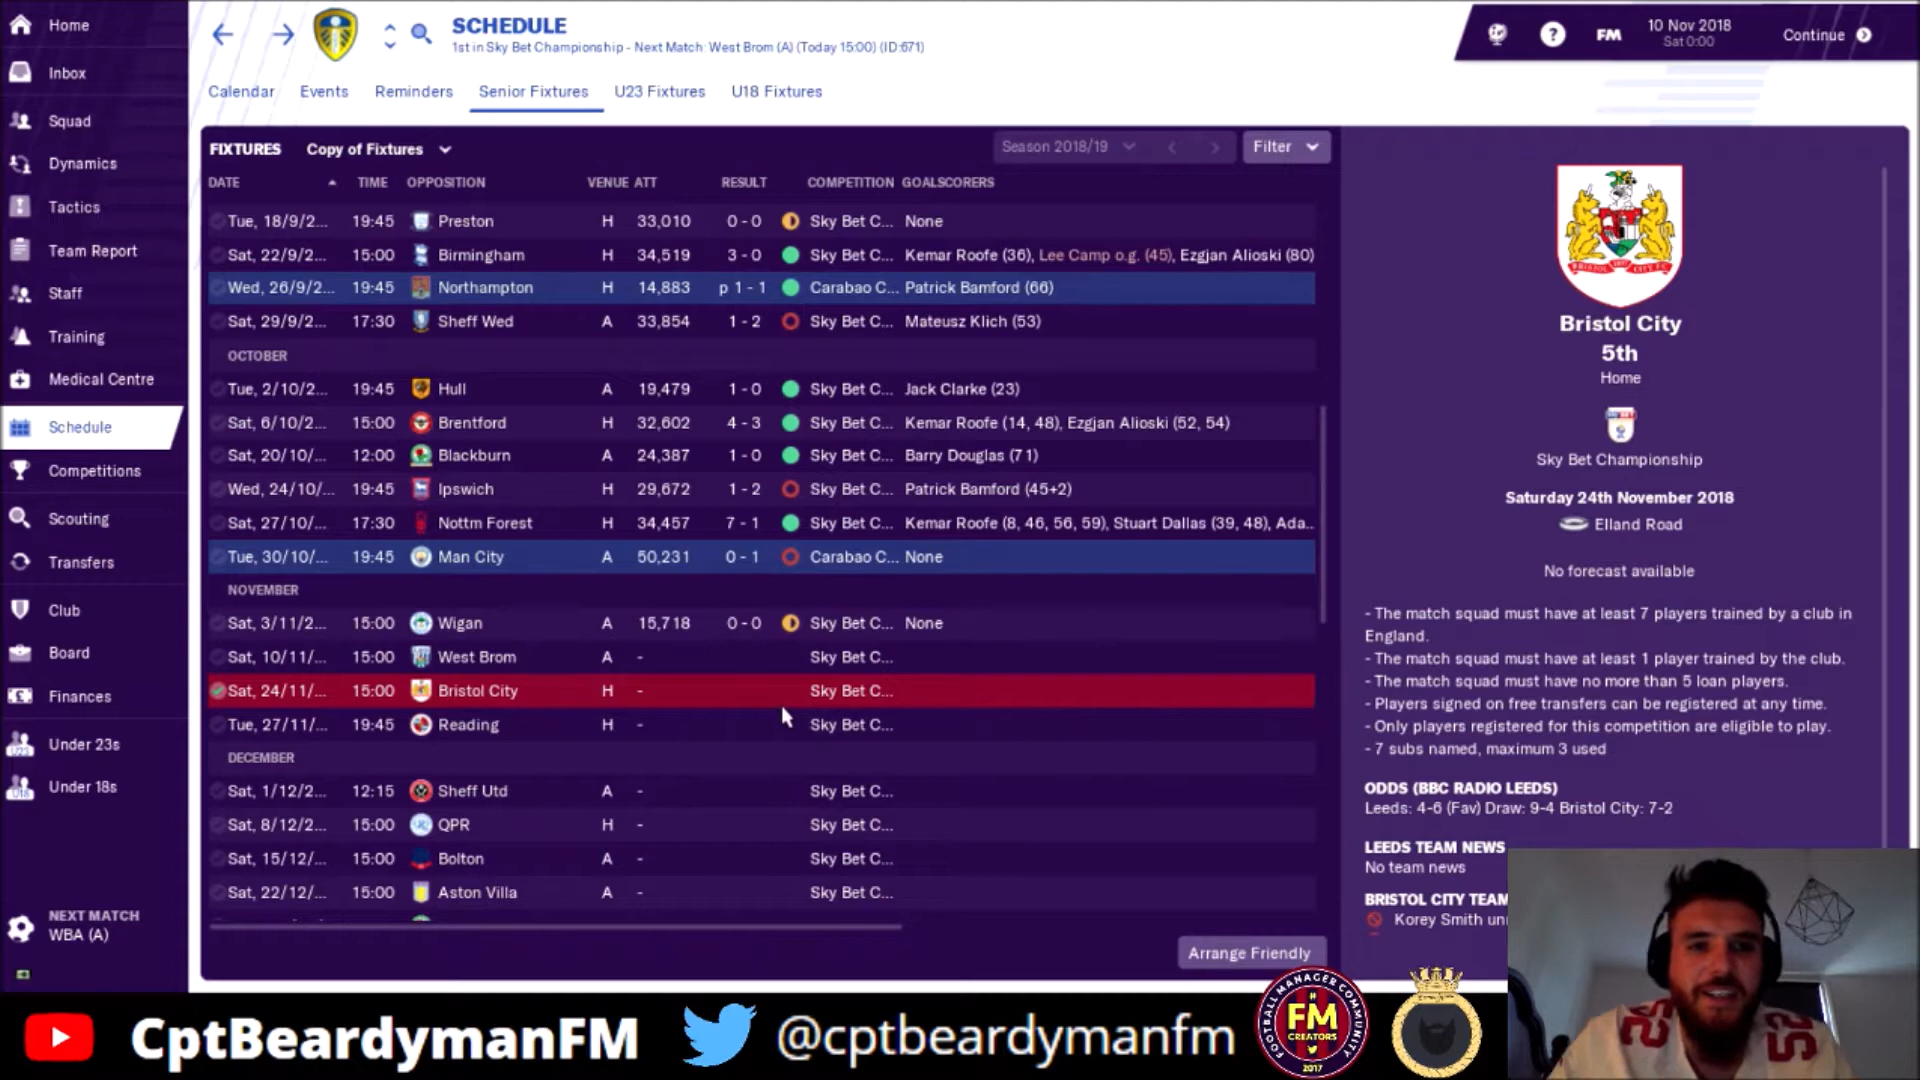 Home
Inbox
Squad
Dynamics
Tactics
Team Report
Staff
Training
Medical Centre
Schedule
Competitions
Scouting
Transfers
Club
Board
Finances
Under 23s
Under 18s
NEXT MATCH
WBA (A)
SCHEDULE
1st in Sky Bet Championship - Next Match: West Brom (A) (Today 15:00) (ID:671)
FM
10 Nov 2018
Sat 0:00
Continue
Calendar Events Reminders Senior Fixtures U23 Fixtures U18 Fixtures
FIXTURES Copy of Fixtures Season 2018/19 Filter
DATE TIME OPPOSITION VENUE ATT RESULT COMPETITION GOALSCORERS
Tue, 18/9/2... 19:45 Preston H 33,010 0 - 0 Sky Bet C... None
Sat, 22/9/2... 15:00 Birmingham H 34,519 3 - 0 Sky Bet C... Kemar Roofe (36), Lee Camp o.g. (45), Ezgjan Alioski (80)
Wed, 26/9/2... 19:45 Northampton H 14,883 p 1 - 1 Carabao C... Patrick Bamford (66)
Sat, 29/9/2... 17:30 Sheff Wed A 33,854 1 - 2 Sky Bet C... Mateusz Klich (53)
OCTOBER
Tue, 2/10/2... 19:45 Hull A 19,479 1 - 0 Sky Bet C... Jack Clarke (23)
Sat, 6/10/2... 15:00 Brentford H 32,602 4 - 3 Sky Bet C... Kemar Roofe (14, 48), Ezgjan Alioski (52, 54)
Sat, 20/10/... 12:00 Blackburn A 24,387 1 - 0 Sky Bet C... Barry Douglas (71)
Wed, 24/10/... 19:45 Ipswich H 29,672 1 - 2 Sky Bet C... Patrick Bamford (45+2)
Sat, 27/10/... 17:30 Nottm Forest H 34,457 7 - 1 Sky Bet C... Kemar Roofe (8, 46, 56, 59), Stuart Dallas (39, 48), Ada...
Tue, 30/10/... 19:45 Man City A 50,231 0 - 1 Carabao C... None
NOVEMBER
Sat, 3/11/2... 15:00 Wigan A 15,718 0 - 0 Sky Bet C... None
Sat, 10/11/... 15:00 West Brom A - Sky Bet C...
Sat, 24/11/... 15:00 Bristol City H - Sky Bet C...
Tue, 27/11/... 19:45 Reading H - Sky Bet C...
DECEMBER
Sat, 1/12/2... 12:15 Sheff Utd A - Sky Bet C...
Sat, 8/12/2... 15:00 QPR H - Sky Bet C...
Sat, 15/12/... 15:00 Bolton A - Sky Bet C...
Sat, 22/12/... 15:00 Aston Villa A - Sky Bet C...
Arrange Friendly
Bristol City
5th
Home
Sky Bet Championship
Saturday 24th November 2018
Elland Road
No forecast available
- The match squad must have at least 7 players trained by a club in
England.
- The match squad must have at least 1 player trained by the club.
- The match squad must have no more than 5 loan players.
- Players signed on free transfers can be registered at any time.
- Only players registered for this competition are eligible to play.
- 7 subs named, maximum 3 used
ODDS (BBC RADIO LEEDS)
Leeds: 4-6 (Fav) Draw: 9-4 Bristol City: 7-2
LEEDS TEAM NEWS
No team news
BRISTOL CITY TEAM
Korey Smith
CptBeardymanFM
@cptbeardymanfm
FOOTBALL MANAGER COMMUNITY
#
FM
CREATORS
2017